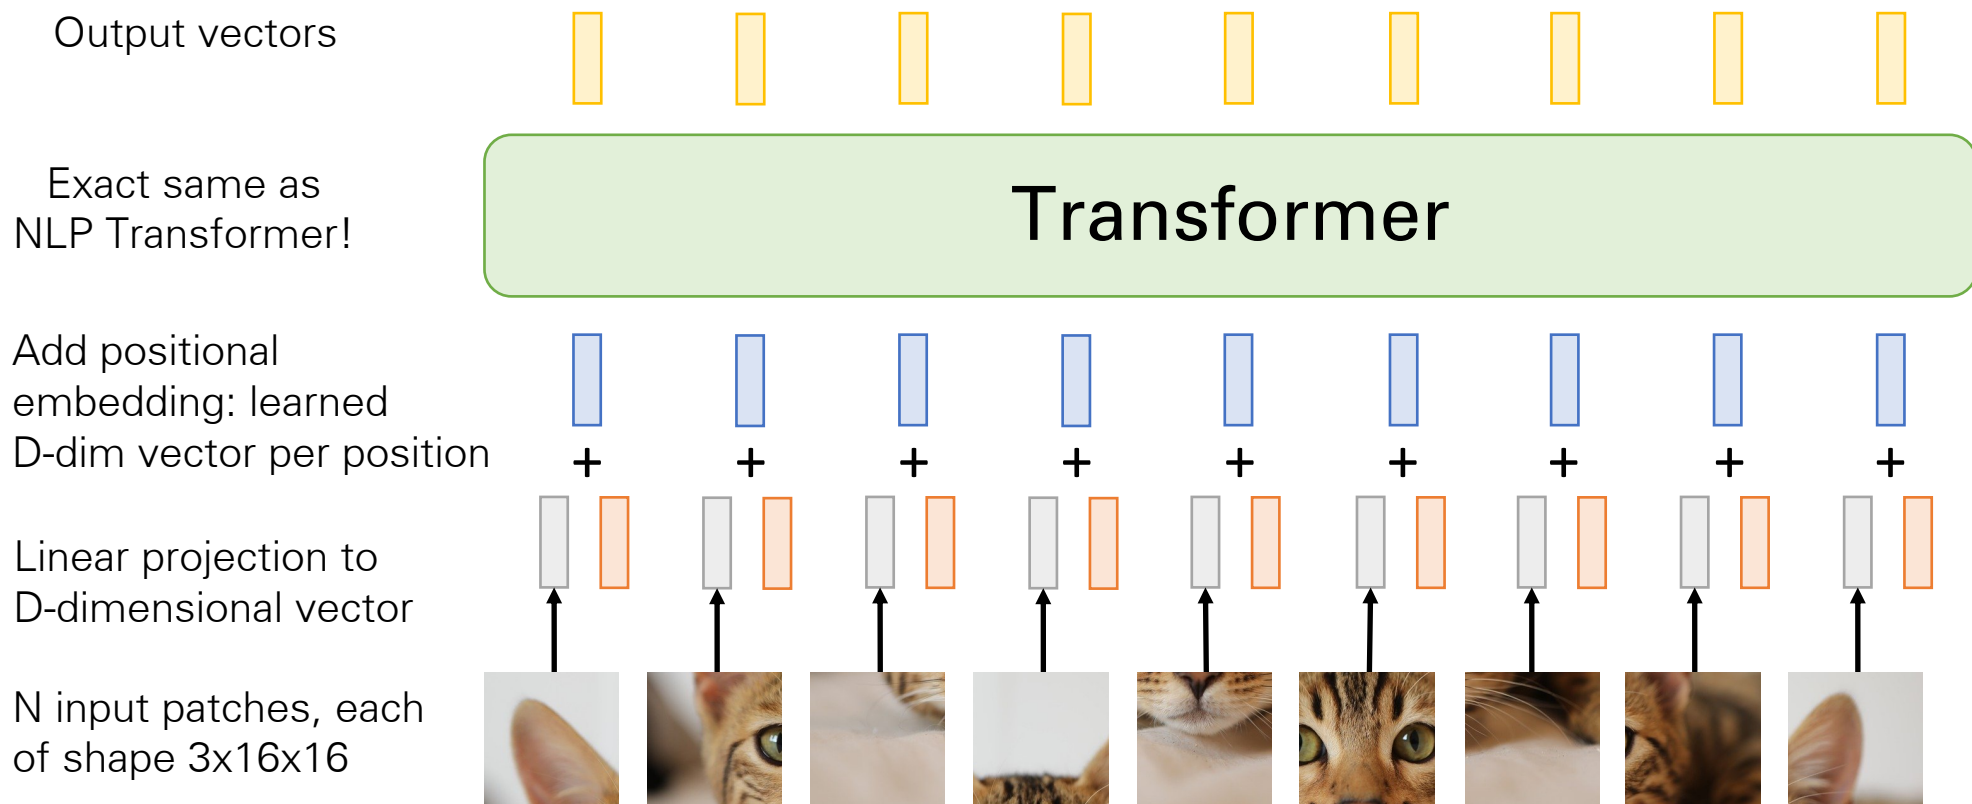 Output vectors
Exact same as
NLP Transformer!
Transformer
Add positional
embedding: learned
D-dim vector per position
+ + + + + + + + +
Linear projection to
D-dimensional vector
N input patches, each
of shape 3x16x16